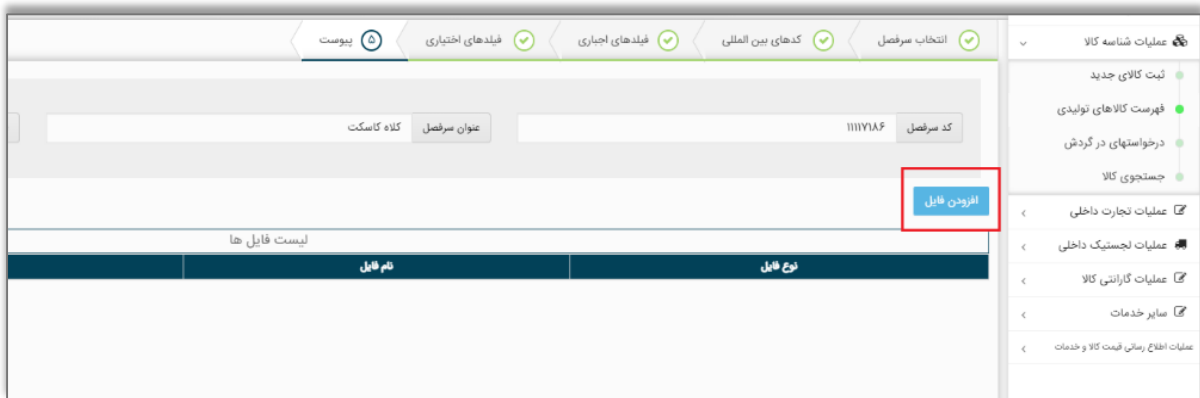 عملیات شناسه کالا
ثبت کالای جدید
فهرست کالاهای تولیدی
درخواستهای در گردش
جستجوی کالا
عملیات تجارت داخلی
عملیات لجستیک داخلی
عملیات گارانتی کالا
سایر خدمات
عملیات اطلاع رسانی قیمت کالا و خدمات
انتخاب سرفصل
کدهای بین المللی
فیلدهای اجباری
فیلدهای اختیاری
۵ پیوست
کد سرفصل ۱۱۱۱۷۱۸۶
عنوان سرفصل کلاه کاسکت
افزودن فایل
لیست فایل ها
نوع فایل نام فایل